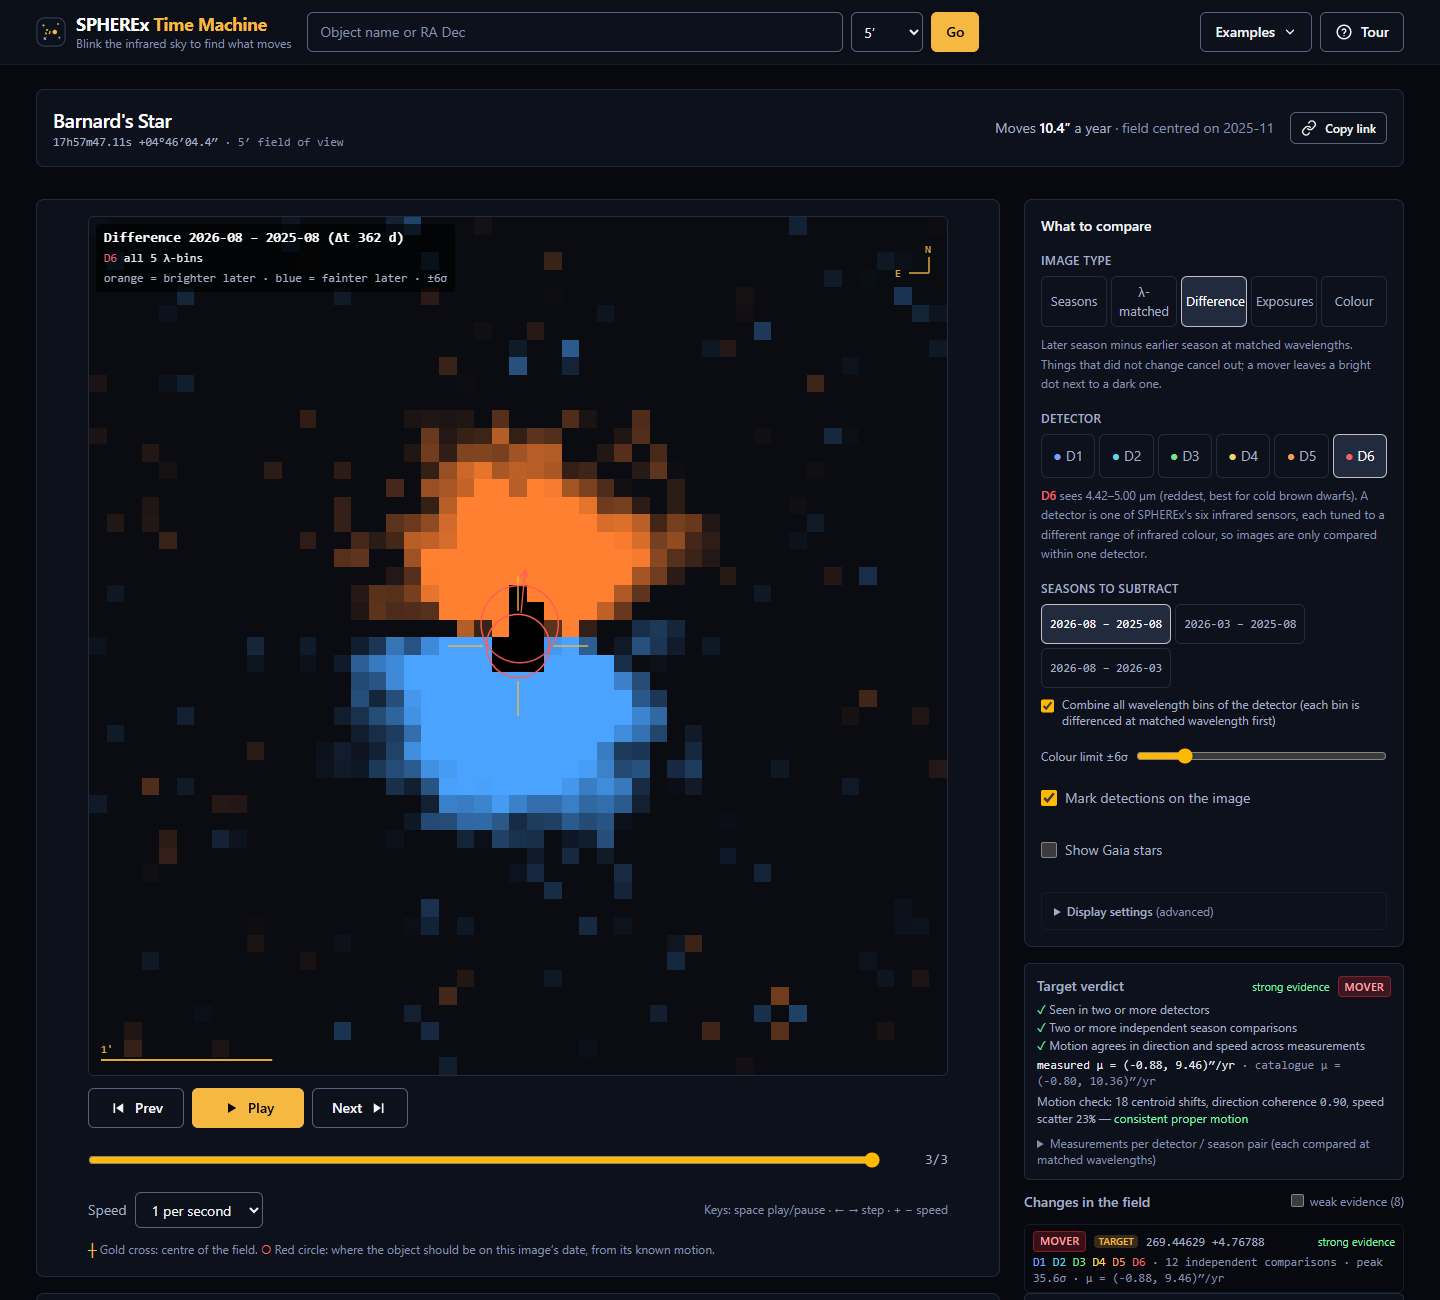 SPHEREx Time Machine
Blink the infrared sky to find what moves
Object name or RA Dec
5′
Go
Examples
Tour
Barnard's Star
17h57m47.11s +04°46′04.4″ · 5′ field of view
Moves 10.4″ a year · field centred on 2025-11
Copy link
Difference 2026-08 − 2025-08 (Δt 362 d)
D6 all 5 λ-bins
orange = brighter later · blue = fainter later · ±6σ
N
E
1'
Prev
Play
Next
3/3
Speed
1 per second
Keys: space play/pause · ← → step · + − speed
Gold cross: centre of the field. Red circle: where the object should be on this image's date, from its known motion.
What to compare
IMAGE TYPE
Seasons
λ-
matched
Difference
Exposures
Colour
Later season minus earlier season at matched wavelengths.
Things that did not change cancel out; a mover leaves a bright
dot next to a dark one.
DETECTOR
D1
D2
D3
D4
D5
D6
D6 sees 4.42–5.00 µm (reddest, best for cold brown dwarfs). A
detector is one of SPHEREx's six infrared sensors, each tuned to a
different range of infrared colour, so images are only compared
within one detector.
SEASONS TO SUBTRACT
2026-08 − 2025-08
2026-03 − 2025-08
2026-08 − 2026-03
Combine all wavelength bins of the detector (each bin is
differenced at matched wavelength first)
Colour limit ±6σ
Mark detections on the image
Show Gaia stars
Display settings (advanced)
Target verdict
strong evidence
MOVER
✓ Seen in two or more detectors
✓ Two or more independent season comparisons
✓ Motion agrees in direction and speed across measurements
measured µ = (-0.88, 9.46)″/yr · catalogue µ =
(-0.80, 10.36)″/yr
Motion check: 18 centroid shifts, direction coherence 0.90, speed
scatter 23% — consistent proper motion
Measurements per detector / season pair (each compared at
matched wavelengths)
Changes in the field
weak evidence (8)
MOVER
TARGET
269.44629 +4.76788
strong evidence
D1 D2 D3 D4 D5 D6 · 12 independent comparisons · peak
35.6σ · µ = (-0.88, 9.46)″/yr